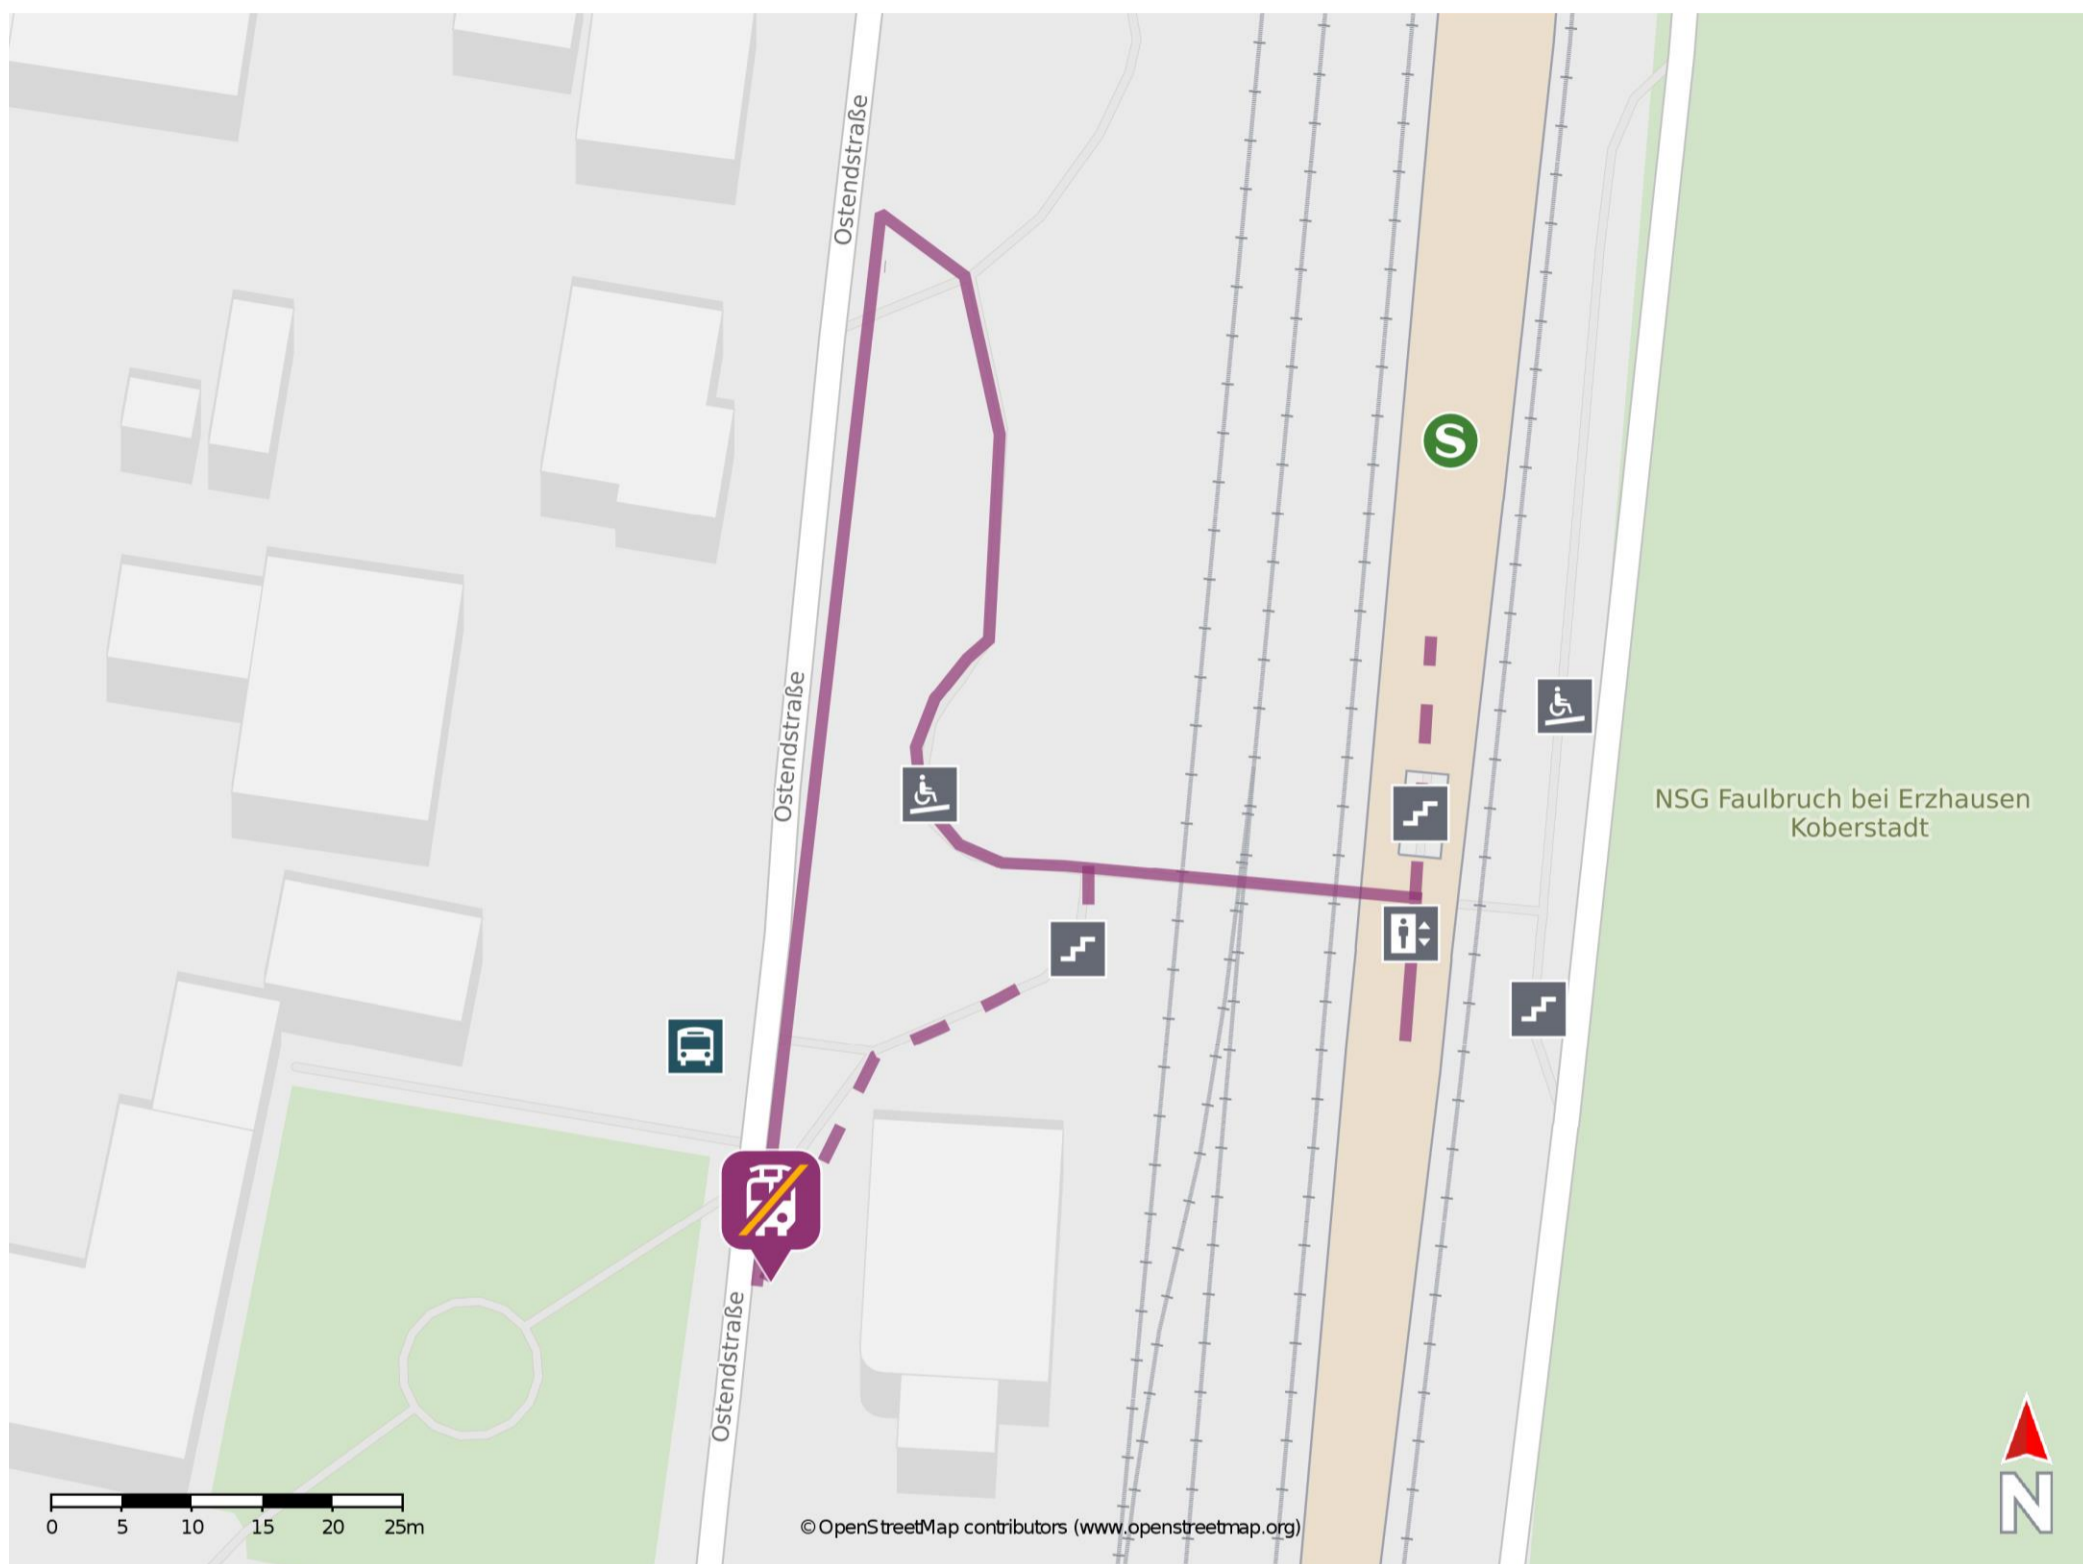 Ostendstraße
S
Ostendstraße
NSG Faulbruch bei Erzhausen
Koberstadt
Ostendstraße
0 5 10 15 20 25m
© OpenStreetMap contributors (www.openstreetmap.org)
N